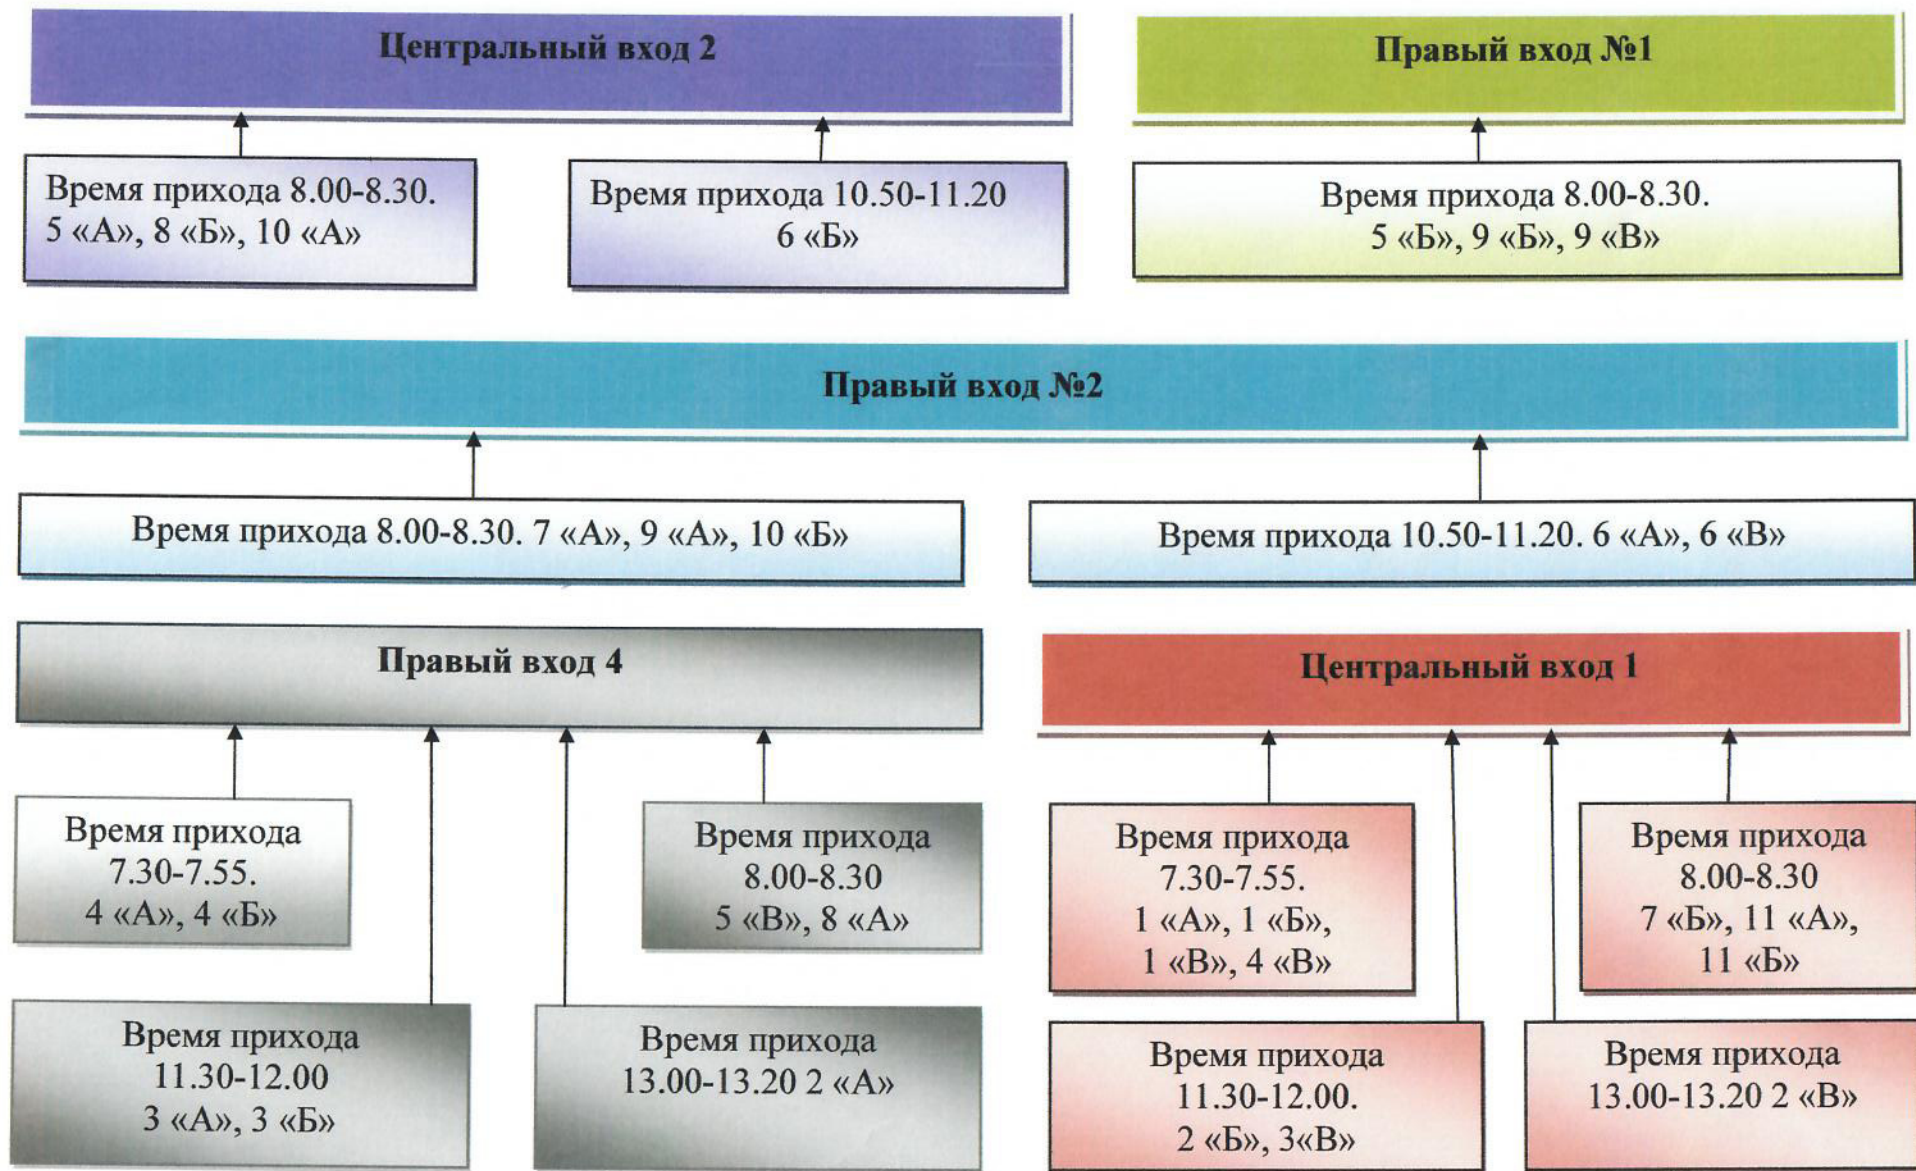 Центральный вход 2
Время прихода 8.00-8.30.
5 «А», 8 «Б», 10 «А»
Время прихода 10.50-11.20
6 «Б»
Правый вход №1
Время прихода 8.00-8.30.
5 «Б», 9 «Б», 9 «В»
Правый вход №2
Время прихода 8.00-8.30. 7 «А», 9 «А», 10 «Б»
Время прихода 10.50-11.20. 6 «А», 6 «В»
Правый вход 4
Время прихода
7.30-7.55.
4 «А», 4 «Б»
Время прихода
8.00-8.30
5 «В», 8 «А»
Время прихода
11.30-12.00
3 «А», 3 «Б»
Время прихода
13.00-13.20 2 «А»
Центральный вход 1
Время прихода
7.30-7.55.
1 «А», 1 «Б»,
1 «В», 4 «В»
Время прихода
8.00-8.30
7 «Б», 11 «А»,
11 «Б»
Время прихода
11.30-12.00.
2 «Б», 3«В»
Время прихода
13.00-13.20 2 «В»